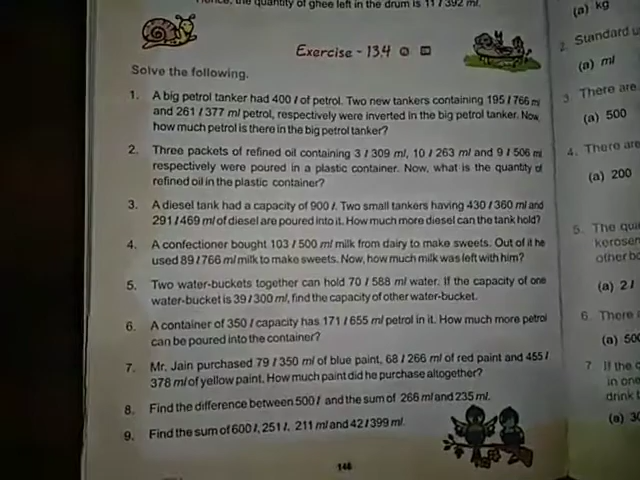 the quantity of ghee left in the drum is 11 l 392 ml.
(a) kg
Exercise - 13.4
Solve the following.
1. A big petrol tanker had 400 l of petrol. Two new tankers containing 195 l 766 ml
and 261 l 377 ml petrol, respectively were inverted in the big petrol tanker. Now,
how much petrol is there in the big petrol tanker?
2. Three packets of refined oil containing 3 l 309 ml, 10 l 263 ml and 9 l 506 ml
respectively were poured in a plastic container. Now, what is the quantity of
refined oil in the plastic container?
3. A diesel tank had a capacity of 900 l. Two small tankers having 430 l 360 ml and
291 l 469 ml of diesel are poured into it. How much more diesel can the tank hold?
4. A confectioner bought 103 l 500 ml milk from dairy to make sweets. Out of it he
used 89 l 766 ml milk to make sweets. Now, how much milk was left with him?
5. Two water-buckets together can hold 70 l 588 ml water. If the capacity of one
water-bucket is 39 l 300 ml, find the capacity of other water-bucket.
6. A container of 350 l capacity has 171 l 655 ml petrol in it. How much more petrol
can be poured into the container?
7. Mr. Jain purchased 79 l 350 ml of blue paint, 68 l 266 ml of red paint and 455 l
378 ml of yellow paint. How much paint did he purchase altogether?
8. Find the difference between 500 l and the sum of 266 ml and 235 ml.
9. Find the sum of 600 l, 251 l, 211 ml and 42 l 399 ml.
146
2. Standard
(a) ml
3. There are
(a) 500
4. There are
(a) 200
5. The
(a) 2 l
6. There
7. If the
in one
drink